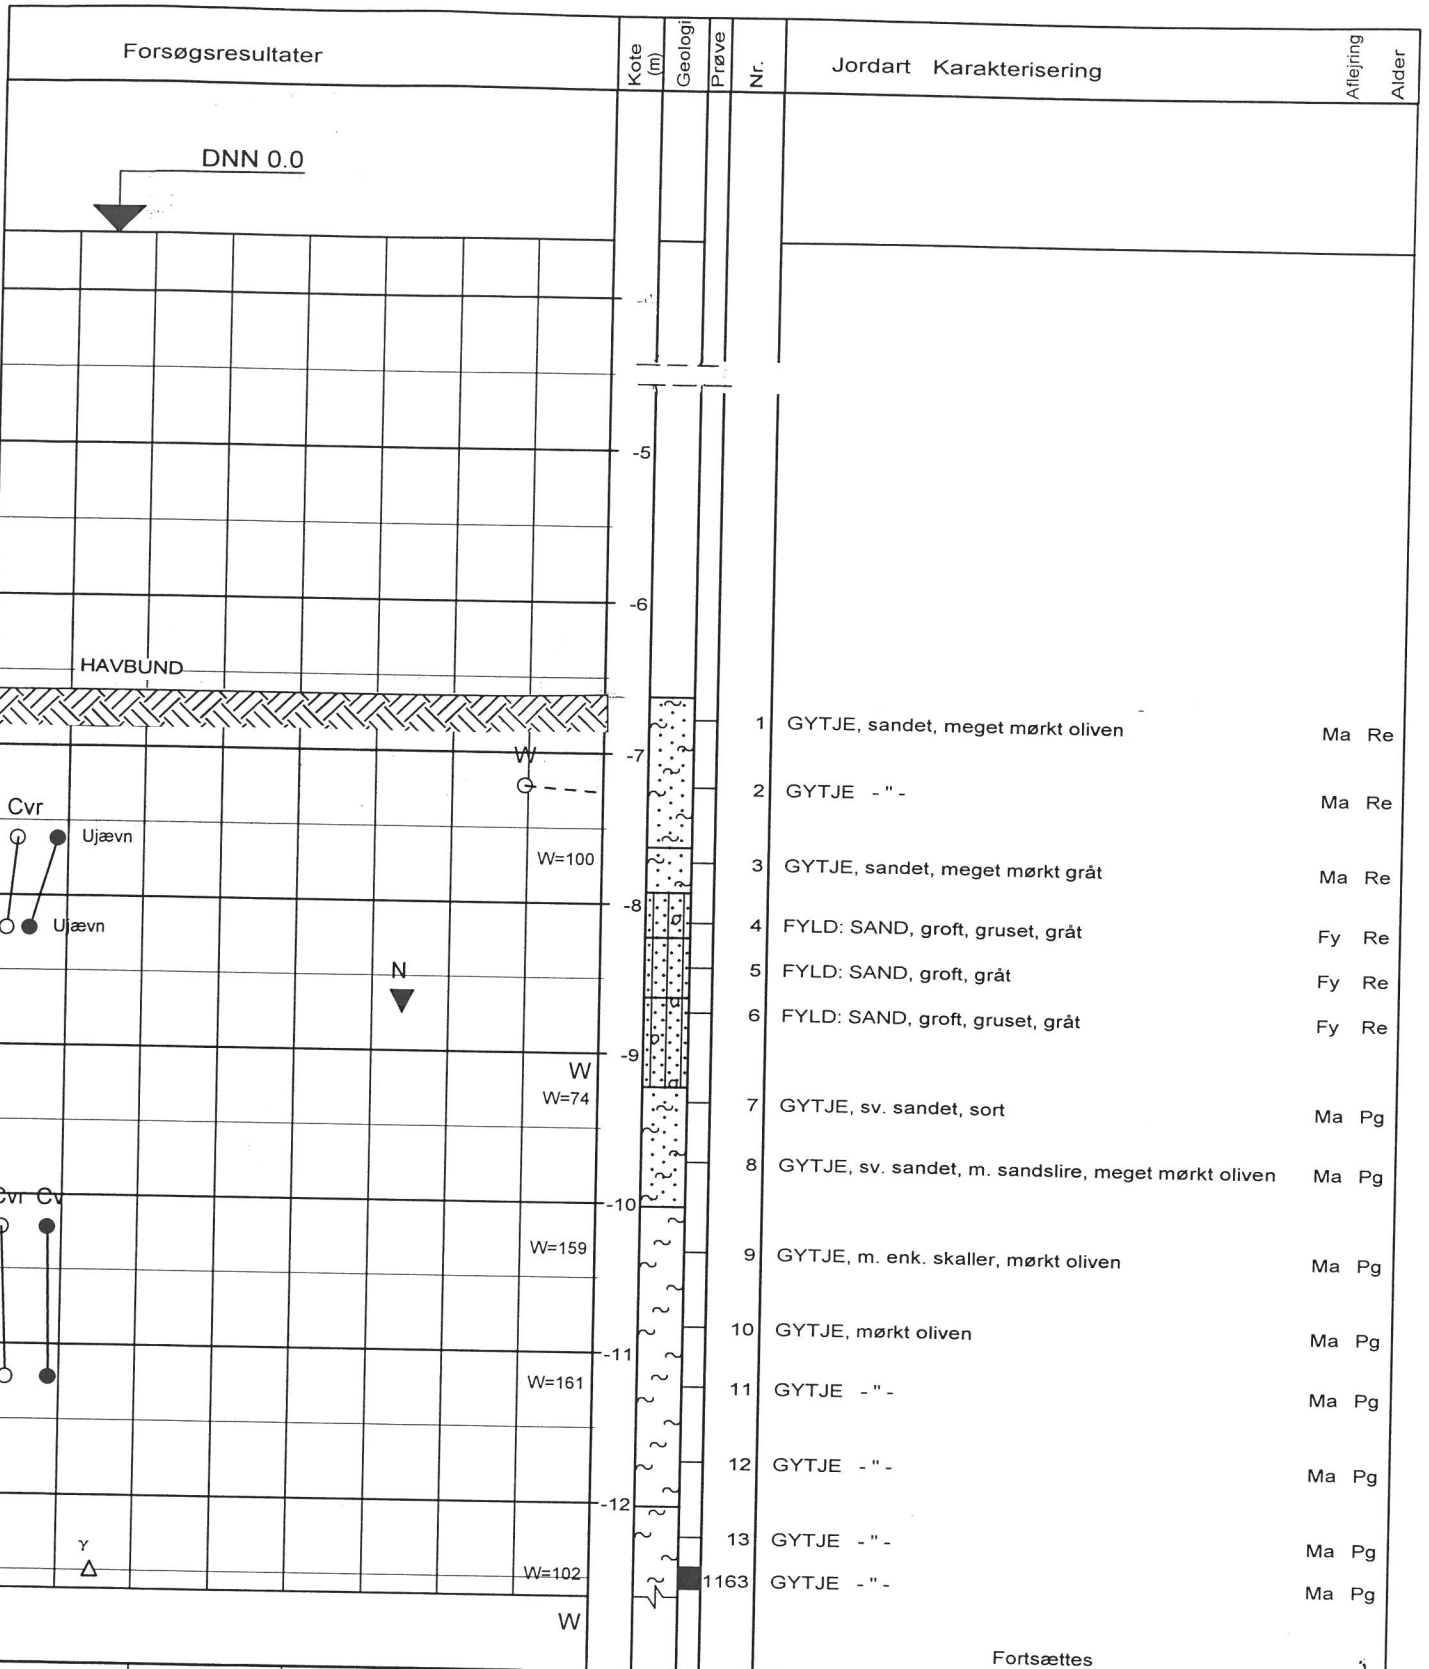 Forsøgsresultater Kote (m) Geologi Prøve Nr. Jordart Karakterisering Aflejring Alder
DNN 0.0
-5
-6
HAVBUND
1 GYTJE, sandet, meget mørkt oliven Ma Re
W -7
2 GYTJE - " - Ma Re
Cvr
Ujævn
W=100 3 GYTJE, sandet, meget mørkt gråt Ma Re
-8
Ujævn 4 FYLD: SAND, groft, gruset, gråt Fy Re
N 5 FYLD: SAND, groft, gråt Fy Re
6 FYLD: SAND, groft, gruset, gråt Fy Re
-9
W
W=74 7 GYTJE, sv. sandet, sort Ma Pg
8 GYTJE, sv. sandet, m. sandslire, meget mørkt oliven Ma Pg
Cvr Cv -10
W=159 9 GYTJE, m. enk. skaller, mørkt oliven Ma Pg
10 GYTJE, mørkt oliven Ma Pg
-11
W=161 11 GYTJE - " - Ma Pg
12 GYTJE - " - Ma Pg
-12
γ 13 GYTJE - " - Ma Pg
W=102 1163 GYTJE - " - Ma Pg
W
Fortsættes